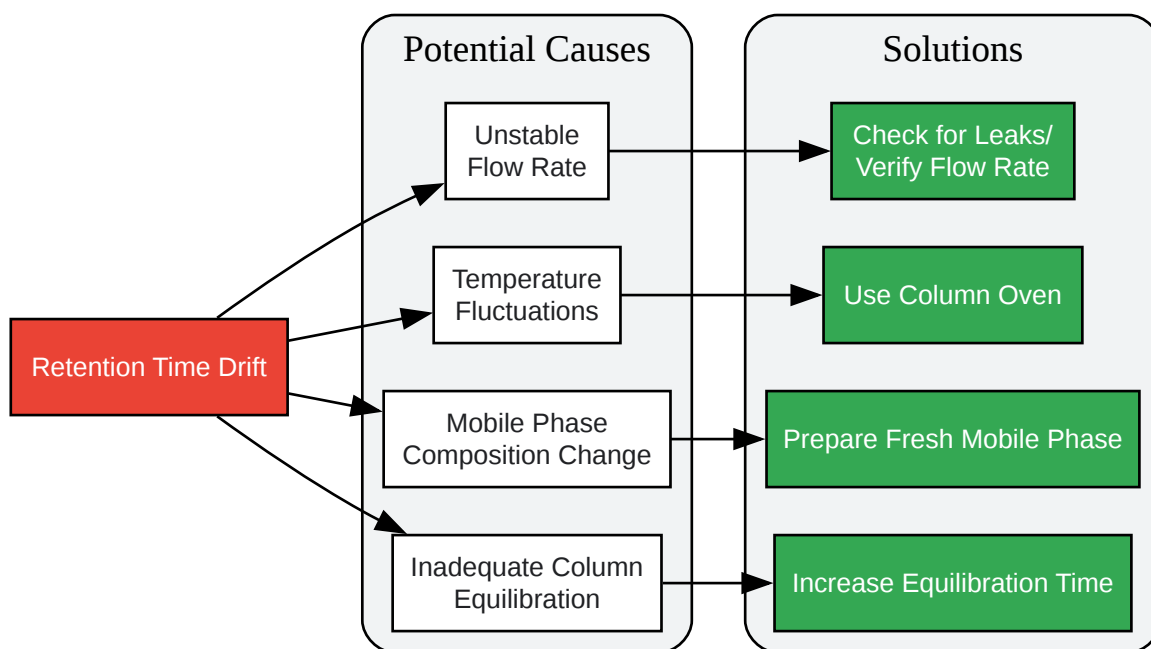 Potential Causes
Solutions
Unstable
Flow Rate
Check for Leaks/
Verify Flow Rate
Temperature
Fluctuations
Use Column Oven
Retention Time Drift
Mobile Phase
Composition Change
Prepare Fresh Mobile Phase
Inadequate Column
Equilibration
Increase Equilibration Time